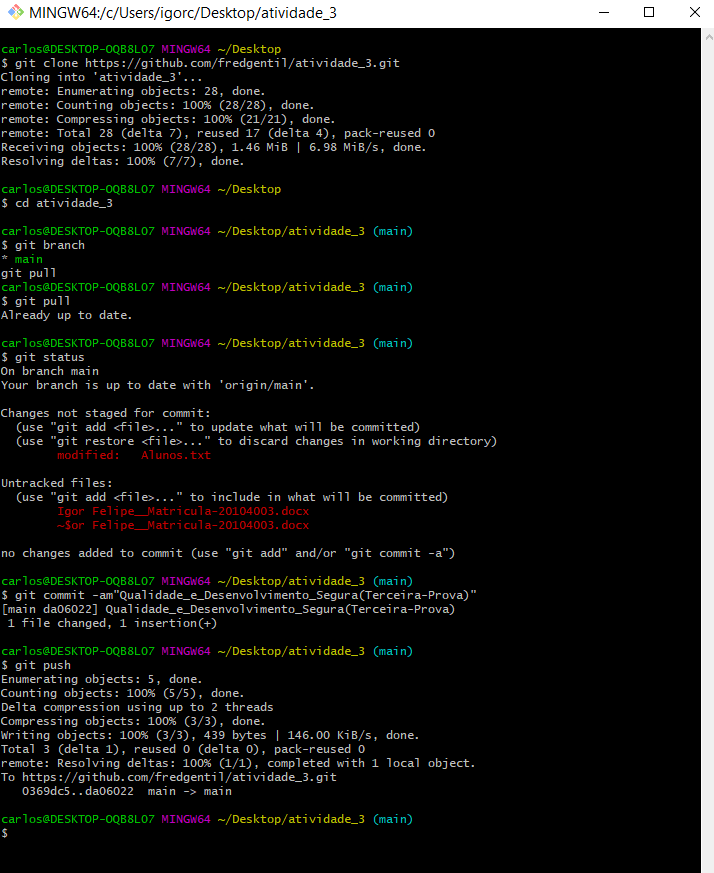 MINGW64:/c/Users/igorc/Desktop/atividade_3
carlos@DESKTOP-OQB8L07 MINGW64 ~/Desktop
$ git clone https://github.com/fredgentil/atividade_3.git
Cloning into 'atividade_3'...
remote: Enumerating objects: 28, done.
remote: Counting objects: 100% (28/28), done.
remote: Compressing objects: 100% (21/21), done.
remote: Total 28 (delta 7), reused 17 (delta 4), pack-reused 0
Receiving objects: 100% (28/28), 1.46 MiB | 6.98 MiB/s, done.
Resolving deltas: 100% (7/7), done.
carlos@DESKTOP-OQB8L07 MINGW64 ~/Desktop
$ cd atividade_3
carlos@DESKTOP-OQB8L07 MINGW64 ~/Desktop/atividade_3 (main)
$ git branch
* main
git pull
carlos@DESKTOP-OQB8L07 MINGW64 ~/Desktop/atividade_3 (main)
$ git pull
Already up to date.
carlos@DESKTOP-OQB8L07 MINGW64 ~/Desktop/atividade_3 (main)
$ git status
On branch main
Your branch is up to date with 'origin/main'.
Changes not staged for commit:
(use "git add <file>..." to update what will be committed)
(use "git restore <file>..." to discard changes in working directory)
modified: Alunos.txt
Untracked files:
(use "git add <file>..." to include in what will be committed)
Igor Felipe__Matricula-20104003.docx
~$or Felipe__Matricula-20104003.docx
no changes added to commit (use "git add" and/or "git commit -a")
carlos@DESKTOP-OQB8L07 MINGW64 ~/Desktop/atividade_3 (main)
$ git commit -am"Qualidade_e_Desenvolvimento_Segura(Terceira-Prova)"
[main da06022] Qualidade_e_Desenvolvimento_Segura(Terceira-Prova)
1 file changed, 1 insertion(+)
carlos@DESKTOP-OQB8L07 MINGW64 ~/Desktop/atividade_3 (main)
$ git push
Enumerating objects: 5, done.
Counting objects: 100% (5/5), done.
Delta compression using up to 2 threads
Compressing objects: 100% (3/3), done.
Writing objects: 100% (3/3), 439 bytes | 146.00 KiB/s, done.
Total 3 (delta 1), reused 0 (delta 0), pack-reused 0
remote: Resolving deltas: 100% (1/1), completed with 1 local object.
To https://github.com/fredgentil/atividade_3.git
0369dc5..da06022 main -> main
carlos@DESKTOP-OQB8L07 MINGW64 ~/Desktop/atividade_3 (main)
$